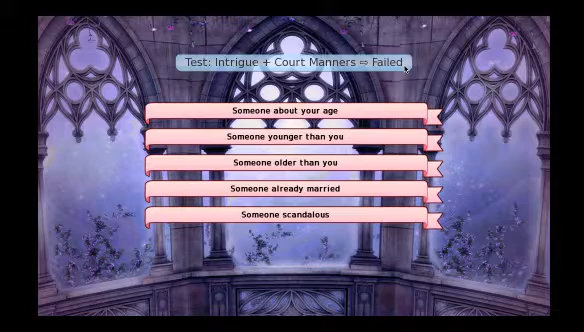 Test: Intrigue + Court Manners ⇨ Failed
Someone about your age
Someone younger than you
Someone older than you
Someone already married
Someone scandalous